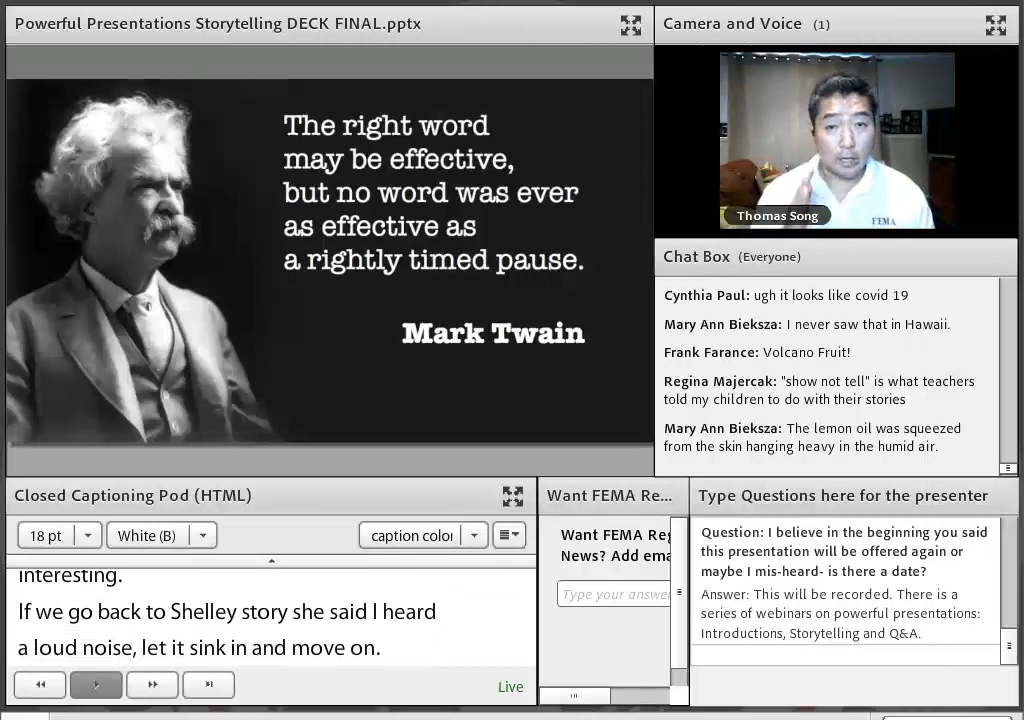 Powerful Presentations Storytelling DECK FINAL.pptx
The right word
may be effective,
but no word was ever
as effective as
a rightly timed pause.
Mark Twain
Camera and Voice (1)
FEMA
Thomas Song
Chat Box (Everyone)
Cynthia Paul: ugh it looks like covid 19
Mary Ann Bieksza: I never saw that in Hawaii.
Frank Farance: Volcano Fruit!
Regina Majercak: "show not tell" is what teachers
told my children to do with their stories
Mary Ann Bieksza: The lemon oil was squeezed
from the skin hanging heavy in the humid air.
Closed Captioning Pod (HTML)
18 pt
White (B)
caption color
interesting.
If we go back to Shelley story she said I heard
a loud noise, let it sink in and move on.
Live
Want FEMA Re...
Want FEMA Reg
News? Add ema
Type your answer
Type Questions here for the presenter
Question: I believe in the beginning you said
this presentation will be offered again or
maybe I mis-heard- is there a date?
Answer: This will be recorded. There is a
series of webinars on powerful presentations:
Introductions, Storytelling and Q&A.